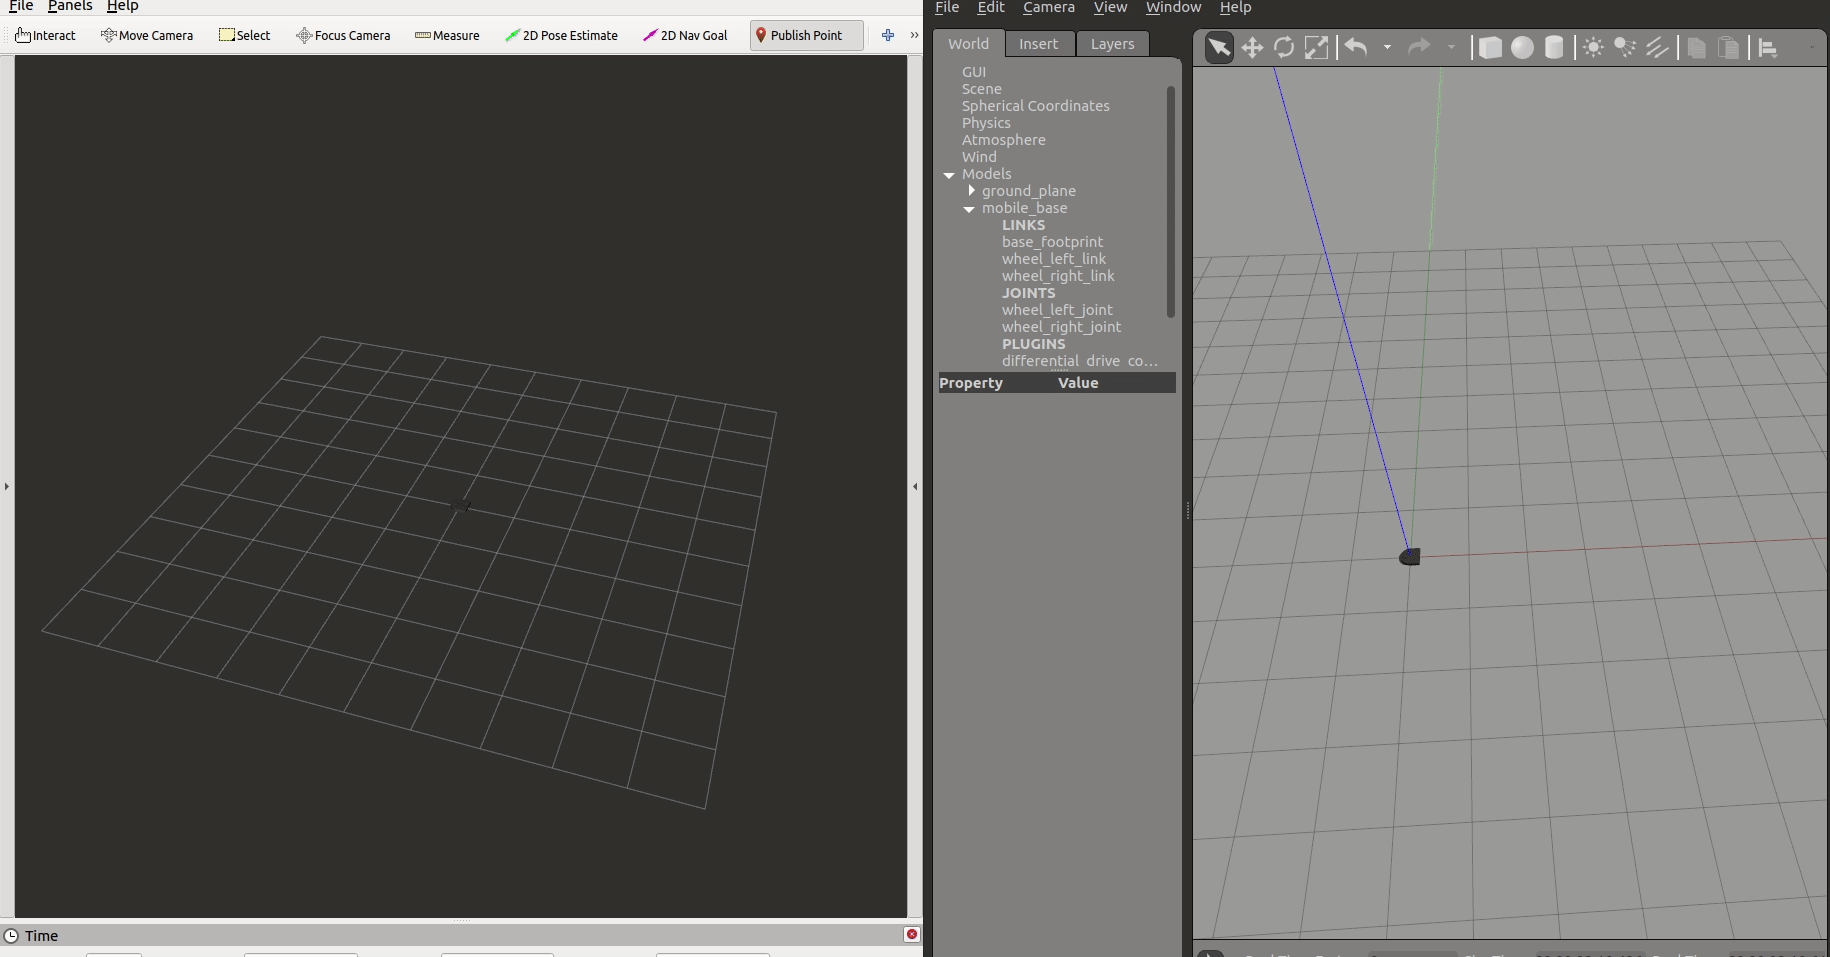 File Panels Help
Interact Move Camera Select Focus Camera Measure 2D Pose Estimate 2D Nav Goal Publish Point
Time
File Edit Camera View Window Help
World Insert Layers
GUI
Scene
Spherical Coordinates
Physics
Atmosphere
Wind
Models
ground_plane
mobile_base
LINKS
base_footprint
wheel_left_link
wheel_right_link
JOINTS
wheel_left_joint
wheel_right_joint
PLUGINS
differential_drive_co...
Property Value